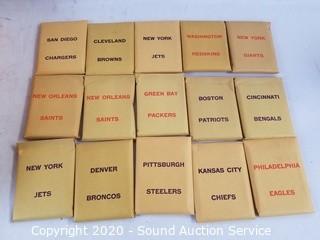 SAN DIEGO
CHARGERS
CLEVELAND
BROWNS
NEW YORK
JETS
WASHINGTON
REDSKINS
NEW YORK
GIANTS
NEW ORLEANS
SAINTS
NEW ORLEANS
SAINTS
GREEN BAY
PACKERS
BOSTON
PATRIOTS
CINCINNATI
BENGALS
NEW YORK
JETS
DENVER
BRONCOS
PITTSBURGH
STEELERS
KANSAS CITY
CHIEFS
PHILADELPHIA
EAGLES
Copyright 2020 - Sound Auction Service